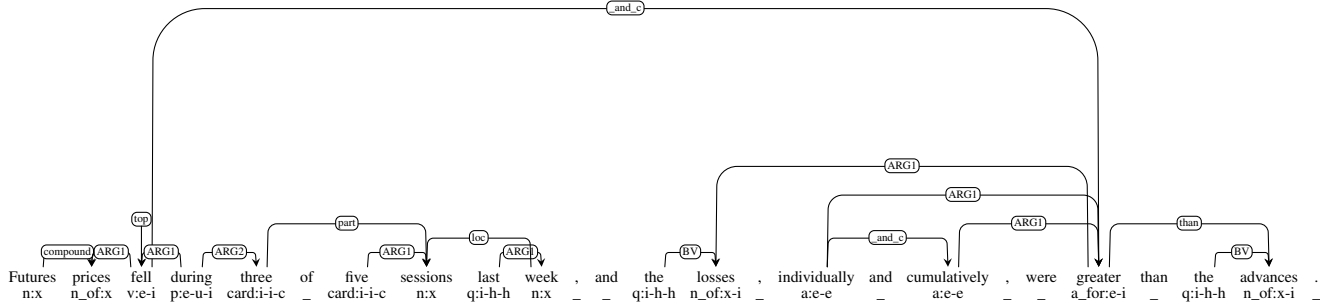 _and_c
ARG1
ARG1
top
part
ARG1
than
loc
_and_c
compound ARG1 ARG1 ARG2 ARG1 ARG1 BV BV
Futures prices fell during three of five sessions last week , and the losses , individually and cumulatively , were greater than the advances .
n:x n_of:x v:e-i p:e-u-i card:i-i-c _ card:i-i-c n:x q:i-h-h n:x _ _ q:i-h-h n_of:x-i _ a:e-e _ a:e-e _ _ a_for:e-i _ q:i-h-h n_of:x-i _